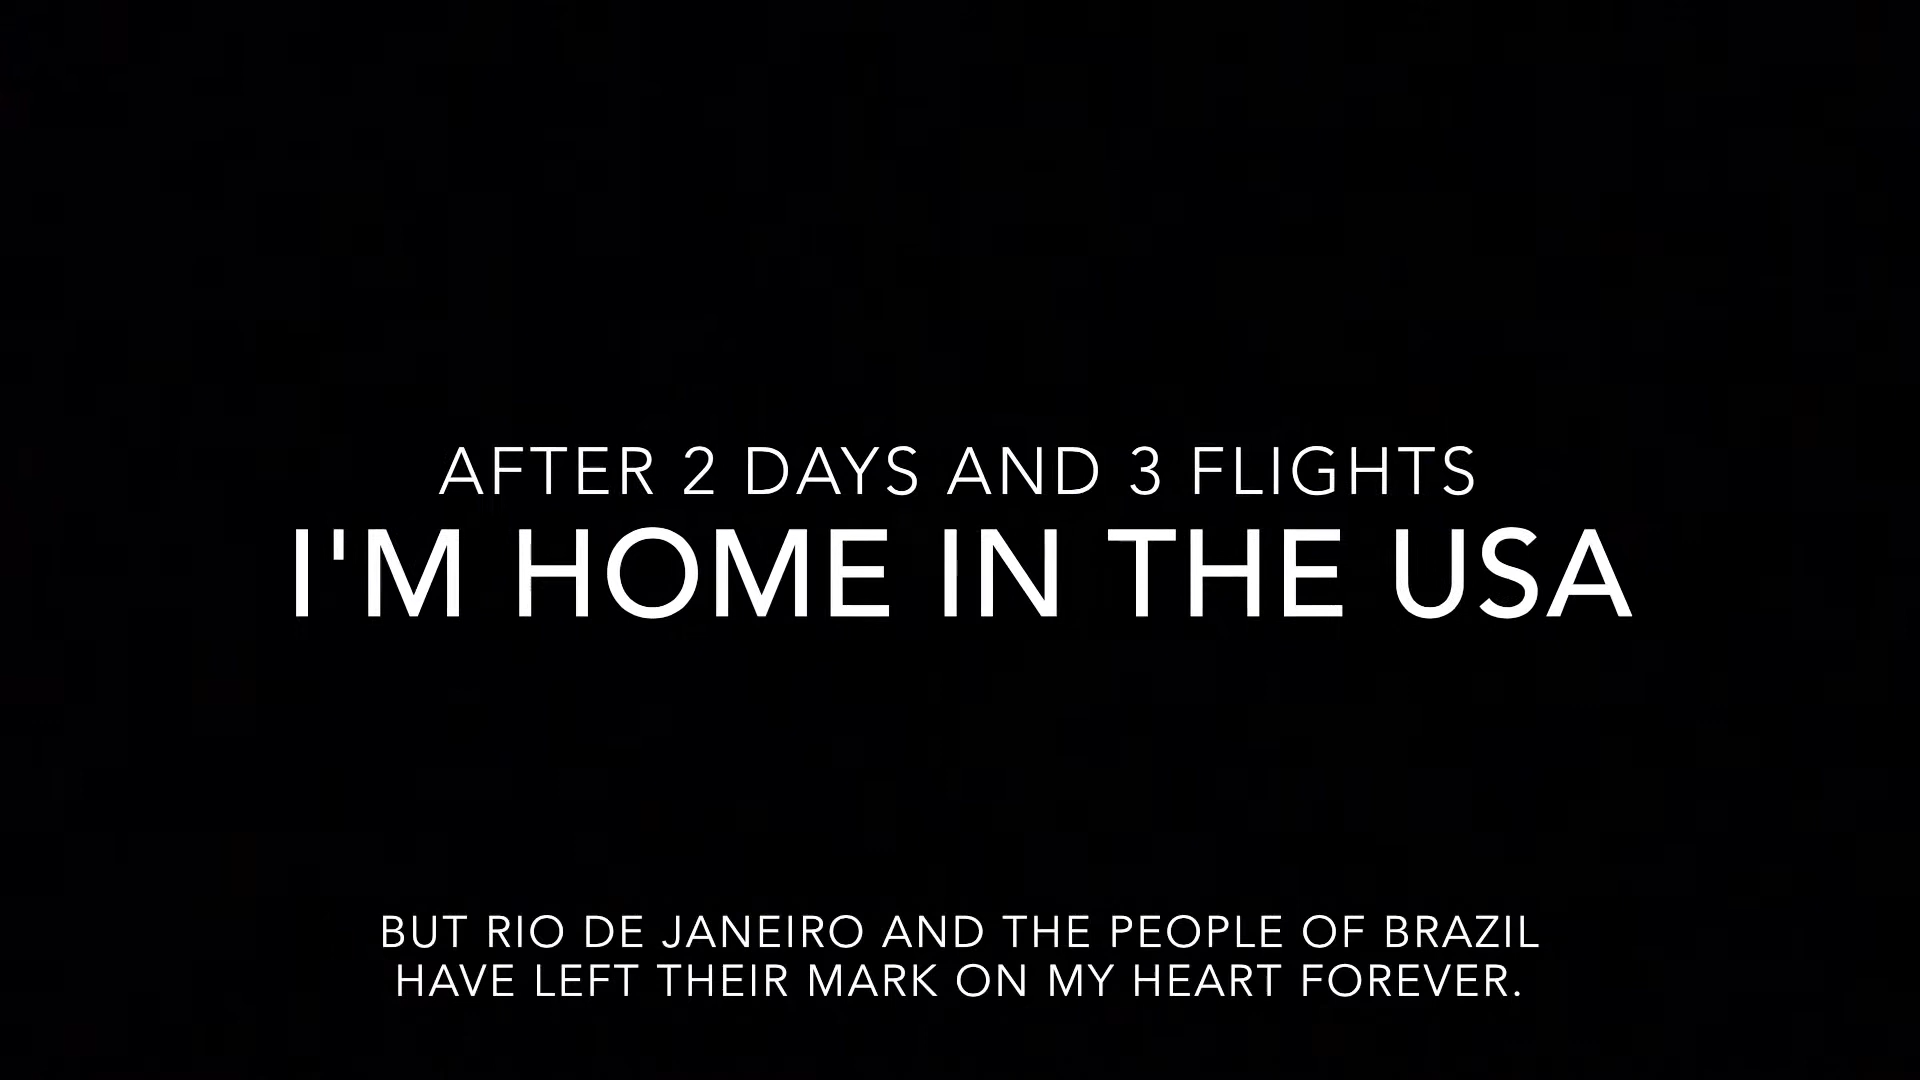 AFTER 2 DAYS AND 3 FLIGHTS
I'M HOME IN THE USA
BUT RIO DE JANEIRO AND THE PEOPLE OF BRAZIL
HAVE LEFT THEIR MARK ON MY HEART FOREVER.